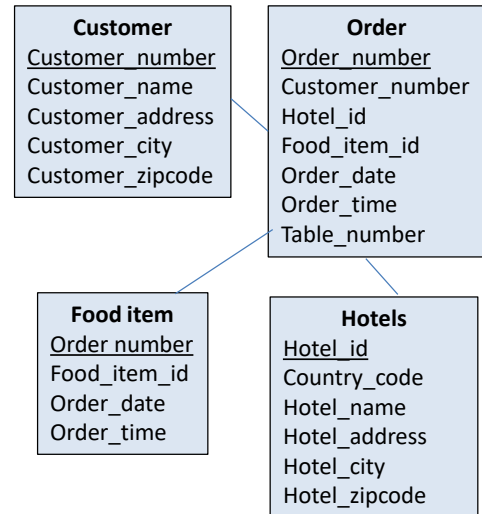 Customer
Customer_number
Customer_name
Customer_address
Customer_city
Customer_zipcode
Order
Order_number
Customer_number
Hotel_id
Food_item_id
Order_date
Order_time
Table_number
Food item
Order number
Food_item_id
Order_date
Order_time
Hotels
Hotel_id
Country_code
Hotel_name
Hotel_address
Hotel_city
Hotel_zipcode